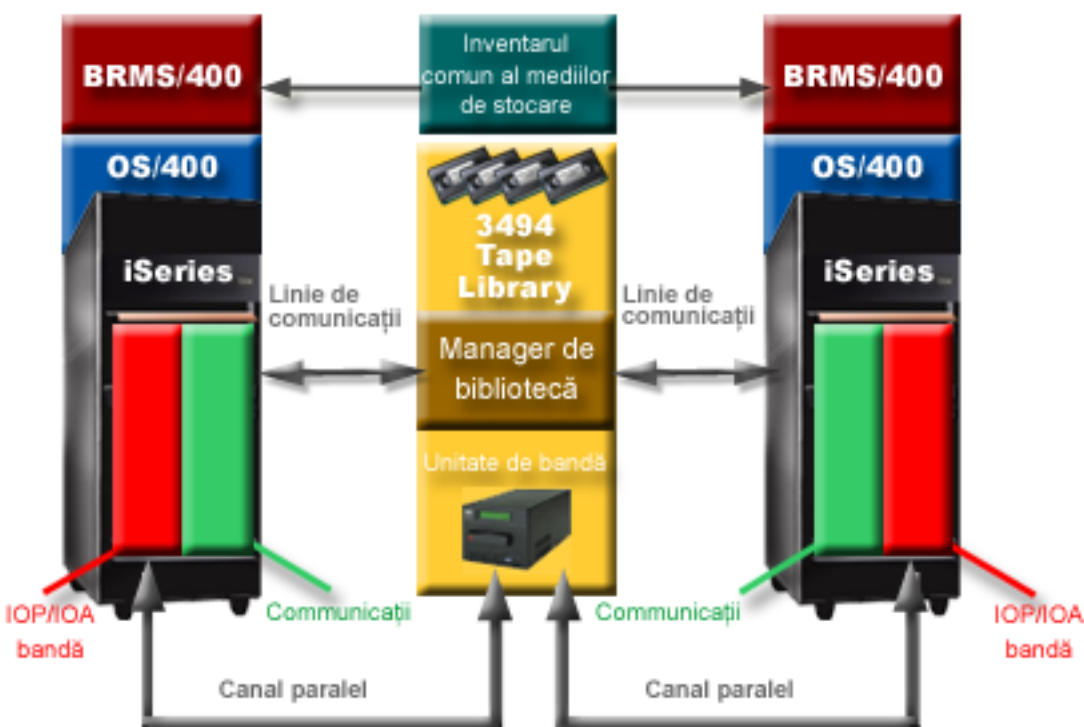 BRMS/400
Inventarul
comun al mediilor
de stocare
BRMS/400
OS/400
OS/400
3494
Tape
Library
iSeries
iSeries
Linie de
comunicații
Linie de
comunicații
Manager de
bibliotecă
Unitate de bandă
IOP/IOA
bandă
Communicații
Communicații
IOP/IOA
bandă
Canal paralel
Canal paralel